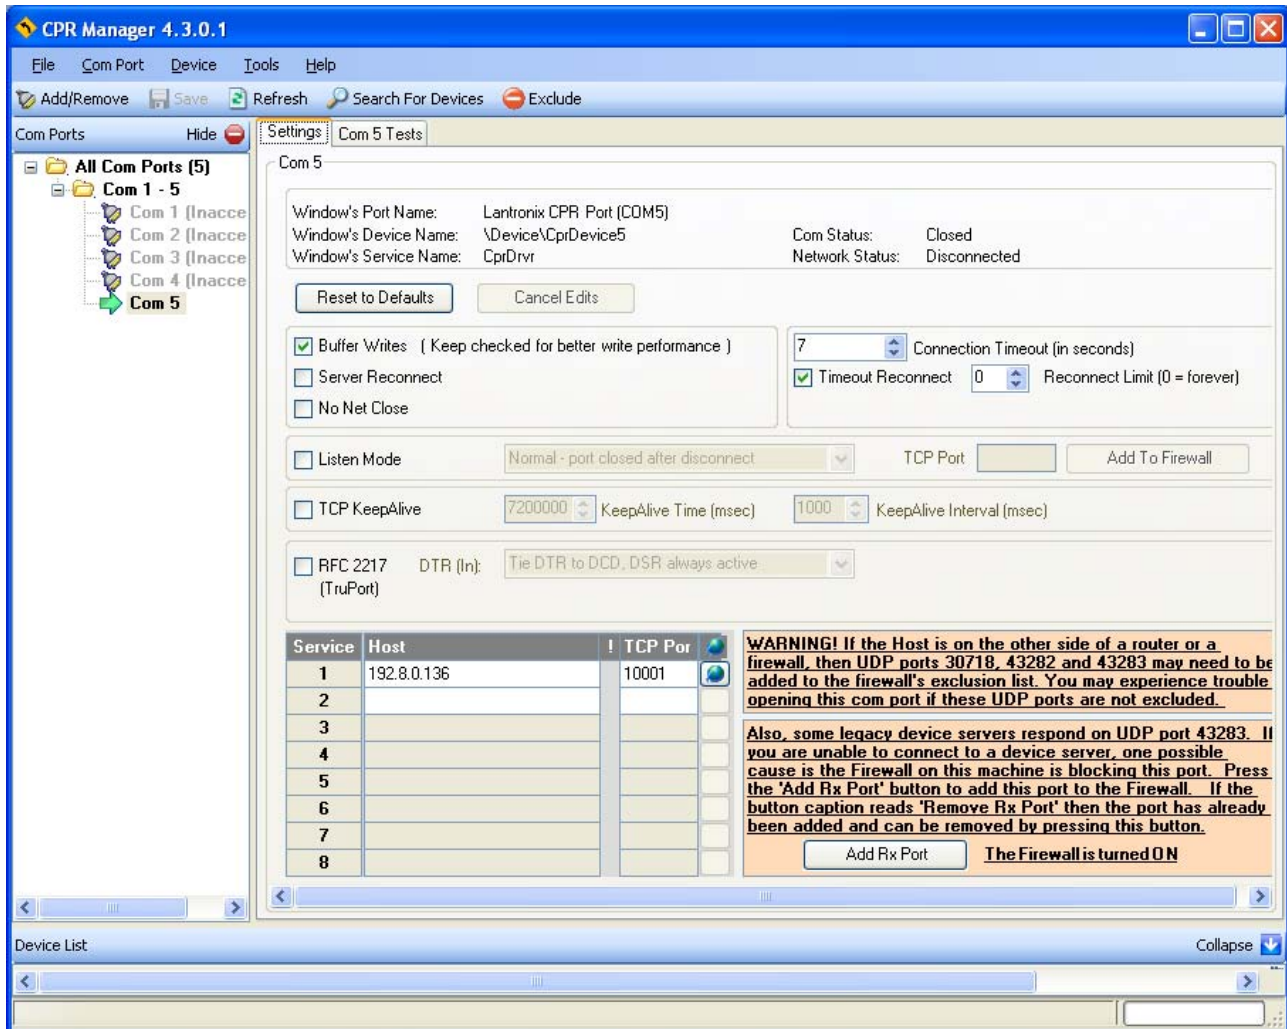 CPR Manager 4.3.0.1
File Com Port Device Tools Help
Add/Remove Save Refresh Search For Devices Exclude
Com Ports Hide
All Com Ports (5)
Com 1 - 5
Com 1 (Inacce
Com 2 (Inacce
Com 3 (Inacce
Com 4 (Inacce
Com 5
Settings Com 5 Tests
Com 5
Window's Port Name: Lantronix CPR Port (COM5)
Window's Device Name: \Device\CprDevice5 Com Status: Closed
Window's Service Name: CprDrvr Network Status: Disconnected
Reset to Defaults Cancel Edits
Buffer Writes ( Keep checked for better write performance )
Server Reconnect
No Net Close
7 Connection Timeout (in seconds)
Timeout Reconnect 0 Reconnect Limit (0 = forever)
Listen Mode Normal - port closed after disconnect TCP Port Add To Firewall
TCP KeepAlive 7200000 KeepAlive Time (msec) 1000 KeepAlive Interval (msec)
RFC 2217 DTR (In): Tie DTR to DCD, DSR always active
(TruPort)
Service Host ! TCP Por
1 192.8.0.136 10001
2
3
4
5
6
7
8
WARNING! If the Host is on the other side of a router or a
firewall, then UDP ports 30718, 43282 and 43283 may need to be
added to the firewall's exclusion list. You may experience trouble
opening this com port if these UDP ports are not excluded.
Also, some legacy device servers respond on UDP port 43283. If
you are unable to connect to a device server, one possible
cause is the Firewall on this machine is blocking this port. Press
the 'Add Rx Port' button to add this port to the Firewall. If the
button caption reads 'Remove Rx Port' then the port has already
been added and can be removed by pressing this button.
Add Rx Port The Firewall is turned ON
Device List Collapse